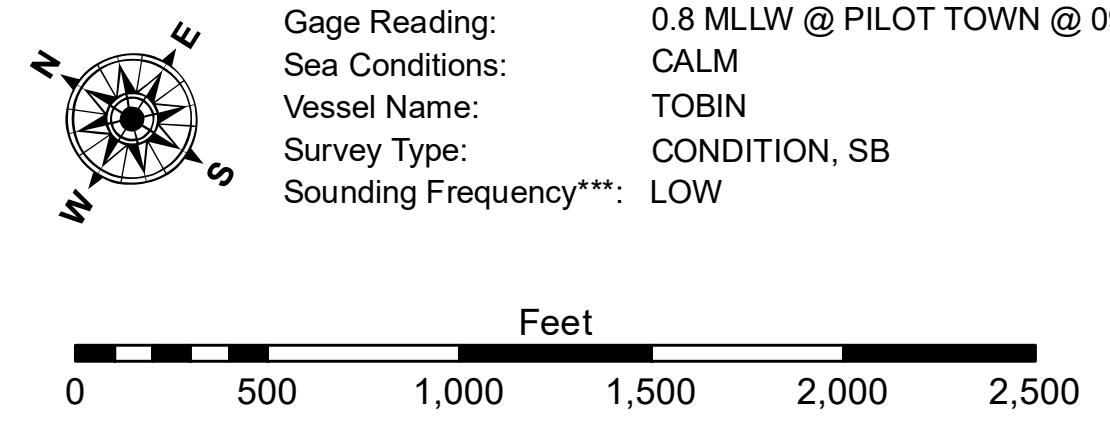 N E
W S
Gage Reading: 0.8 MLLW @ PILOT TOWN @ 09
Sea Conditions: CALM
Vessel Name: TOBIN
Survey Type: CONDITION, SB
Sounding Frequency***: LOW
Feet
0 500 1,000 1,500 2,000 2,500